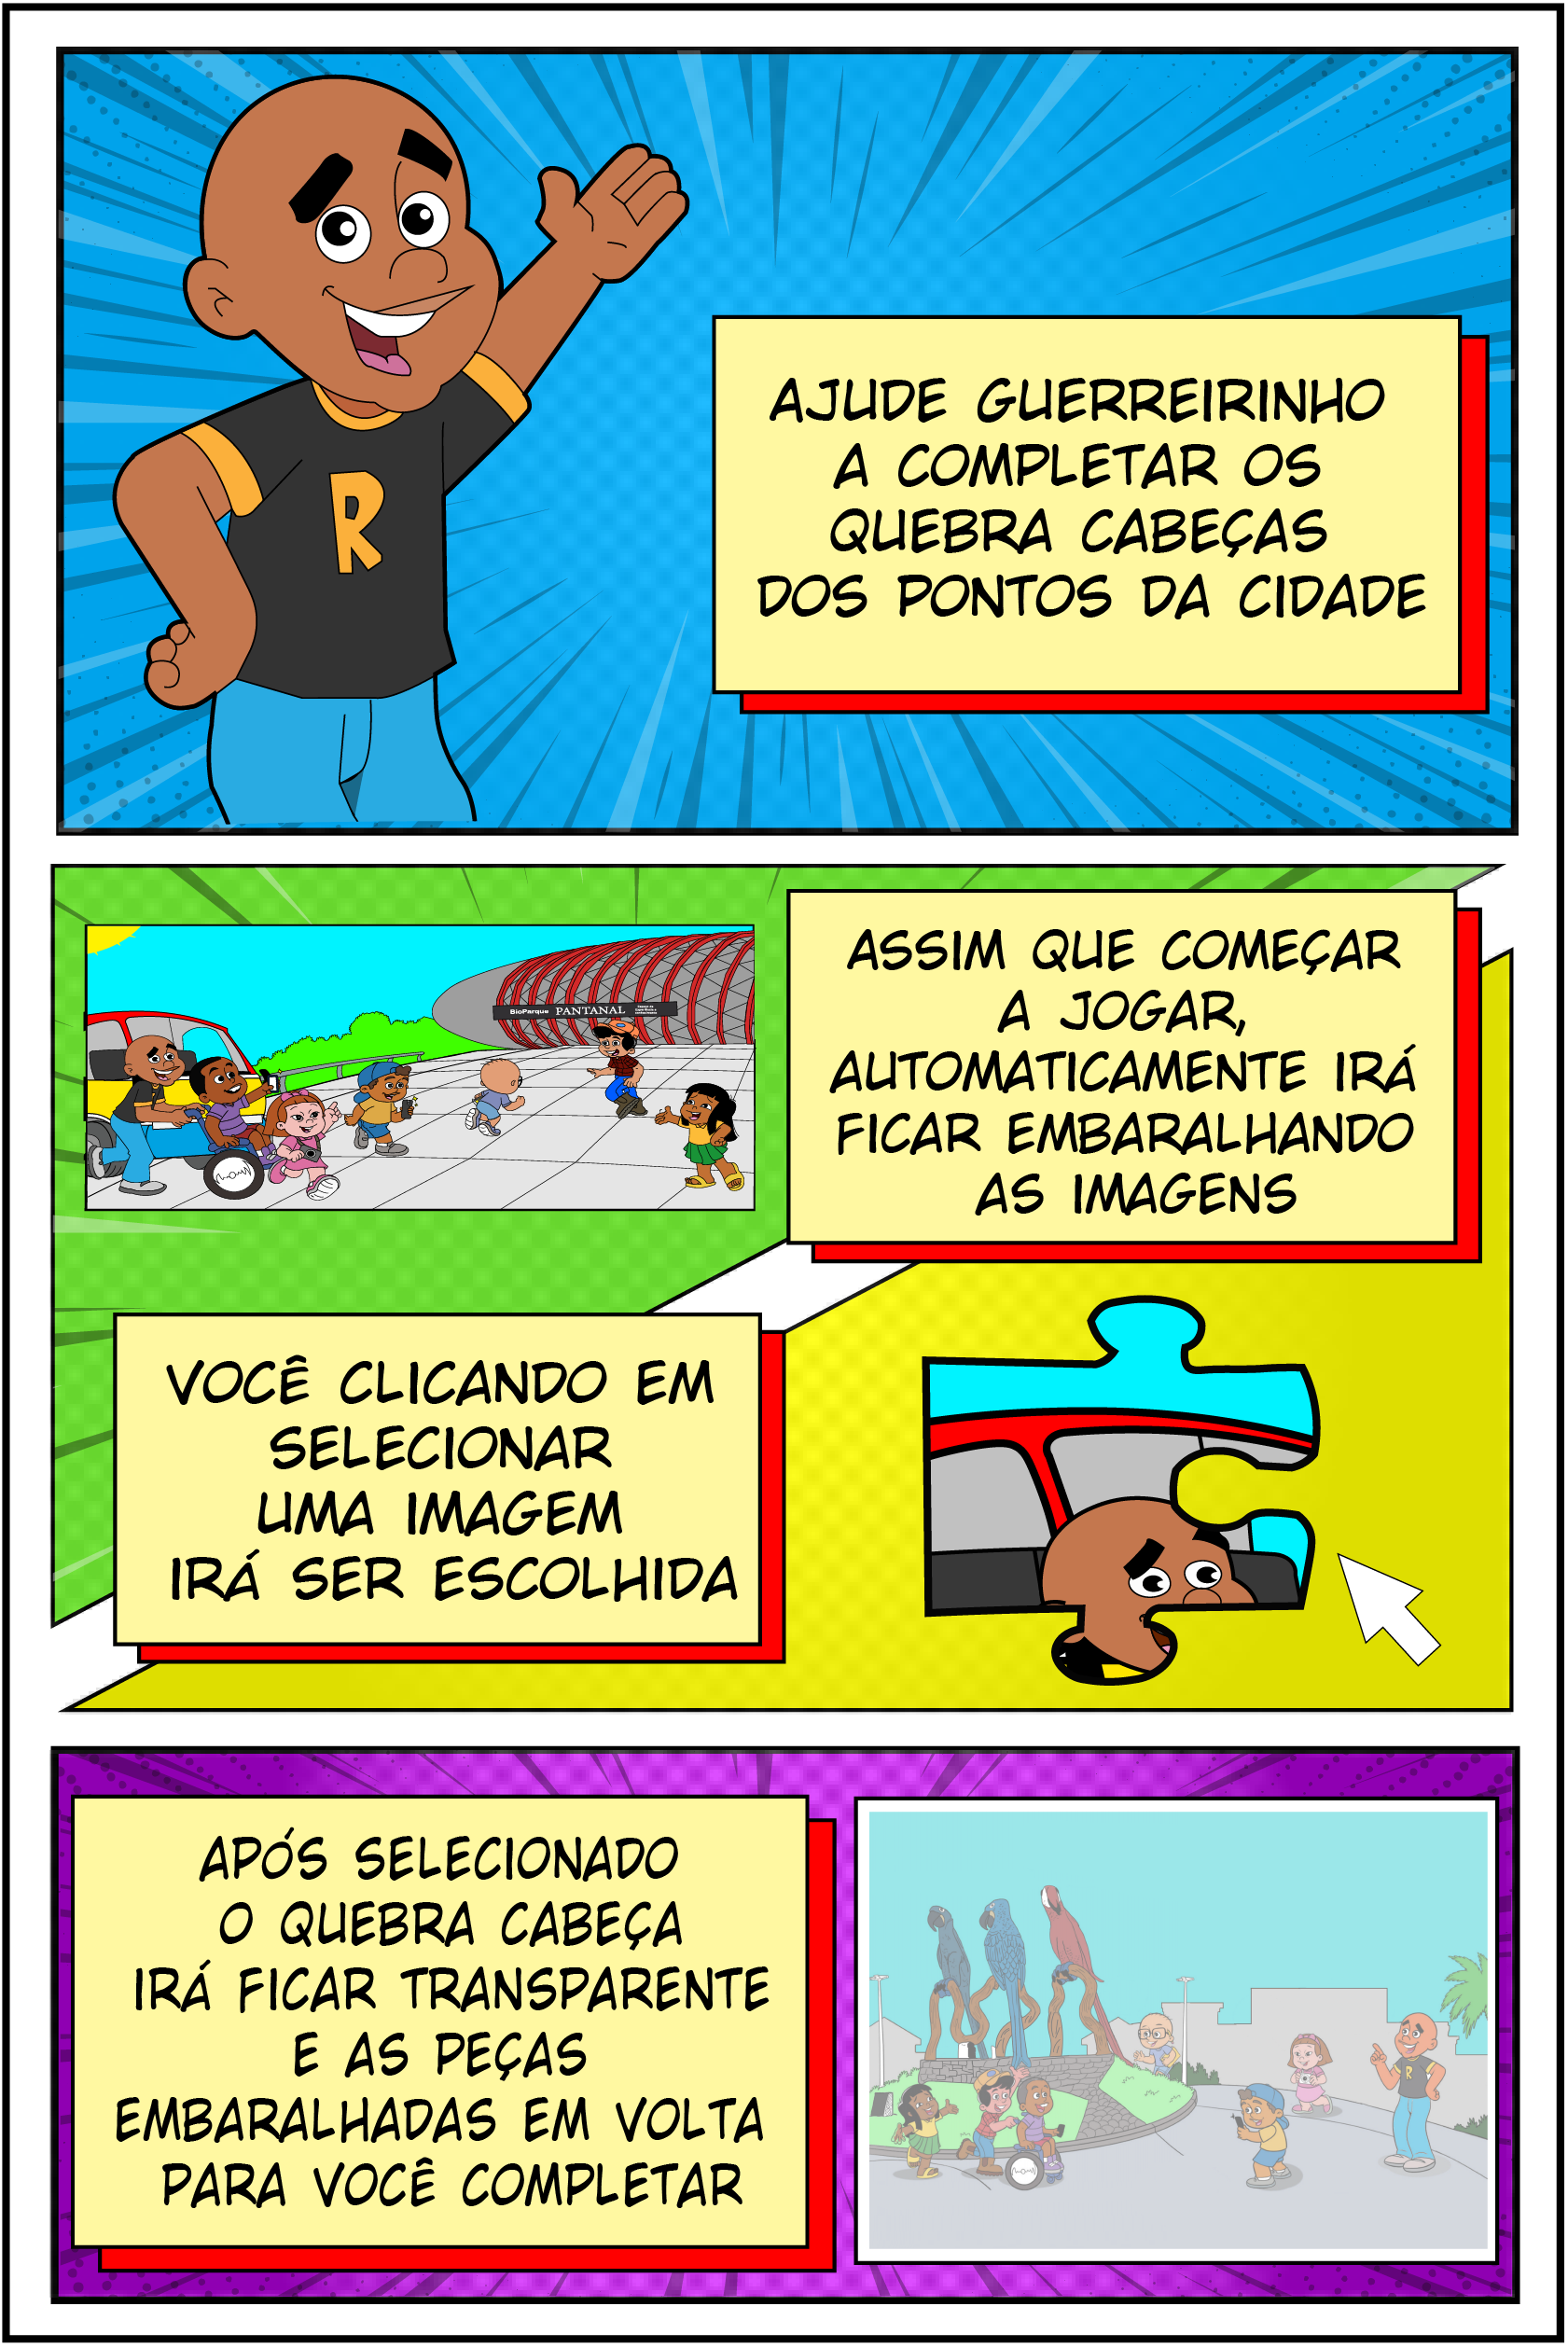 R
AJUDE GUERREIRINHO
A COMPLETAR OS
QUEBRA CABEÇAS
DOS PONTOS DA CIDADE
BioParque PANTANAL
ASSIM QUE COMEÇAR
A JOGAR,
AUTOMATICAMENTE IRÁ
FICAR EMBARALHANDO
AS IMAGENS
VOCÊ CLICANDO EM
SELECIONAR
UMA IMAGEM
IRÁ SER ESCOLHIDA
APÓS SELECIONADO
O QUEBRA CABEÇA
IRÁ FICAR TRANSPARENTE
E AS PEÇAS
EMBARALHADAS EM VOLTA
PARA VOCÊ COMPLETAR
R